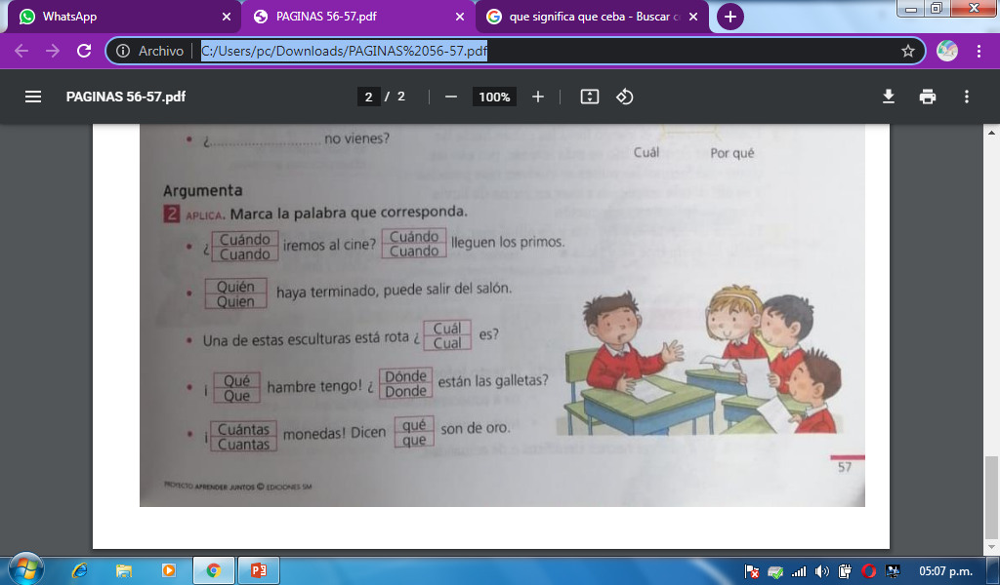 WhatsApp PAGINAS 56-57.pdf que significa que ceba - Buscar c
Archivo C:/Users/pc/Downloads/PAGINAS%2056-57.pdf
PAGINAS 56-57.pdf 2 / 2 100%
• ¿........................... no vienes?
Cuál Por qué
Argumenta
2 APLICA. Marca la palabra que corresponda.
• ¿ Cuándo Cuando iremos al cine? Cuándo Cuando lleguen los primos.
• Quién Quien haya terminado, puede salir del salón.
• Una de estas esculturas está rota ¿ Cuál Cual es?
• ¡ Qué Que hambre tengo! ¿ Dónde Donde están las galletas?
• ¡ Cuántas Cuantas monedas! Dicen qué que son de oro.
57
PROYECTO APRENDER JUNTOS © EDICIONES SM
05:07 p.m.